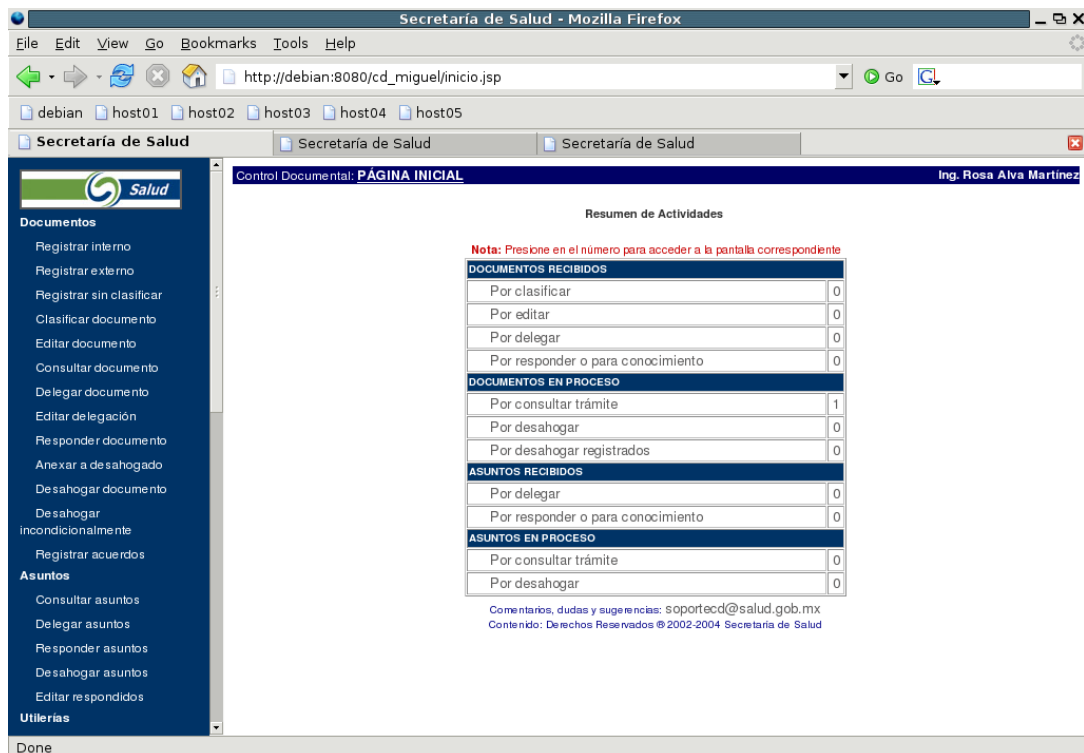 Secretaría de Salud - Mozilla Firefox
File Edit View Go Bookmarks Tools Help
http://debian:8080/cd_miguel/inicio.jsp Go G
debian host01 host02 host03 host04 host05
Secretaría de Salud Secretaría de Salud Secretaría de Salud
Salud
Documentos
Registrar interno
Registrar externo
Registrar sin clasificar
Clasificar documento
Editar documento
Consultar documento
Delegar documento
Editar delegación
Responder documento
Anexar a desahogado
Desahogar documento
Desahogar
incondicionalmente
Registrar acuerdos
Asuntos
Consultar asuntos
Delegar asuntos
Responder asuntos
Desahogar asuntos
Editar respondidos
Utilerías
Control Documental: PÁGINA INICIAL Ing. Rosa Alva Martínez
Resumen de Actividades
Nota: Presione en el número para acceder a la pantalla correspondiente
DOCUMENTOS RECIBIDOS
Por clasificar 0
Por editar 0
Por delegar 0
Por responder o para conocimiento 0
DOCUMENTOS EN PROCESO
Por consultar trámite 1
Por desahogar 0
Por desahogar registrados 0
ASUNTOS RECIBIDOS
Por delegar 0
Por responder o para conocimiento 0
ASUNTOS EN PROCESO
Por consultar trámite 0
Por desahogar 0
Comentarios, dudas y sugerencias: soportecd@salud.gob.mx
Contenido: Derechos Reservados ® 2002-2004 Secretaría de Salud
Done